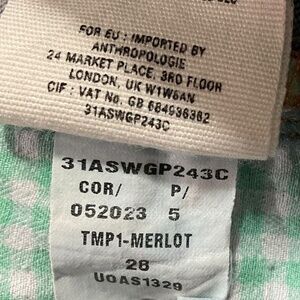 FOR EU : IMPORTED BY
ANTHROPOLOGIE
24 MARKET PLACE, 3RD FLOOR
LONDON, UK W1W8AN
CIF : VAT No. GB 684936382
31ASWGP243C
31ASWGP243C
COR/ P/
052023 5
TMP1-MERLOT
28
UOAS1329